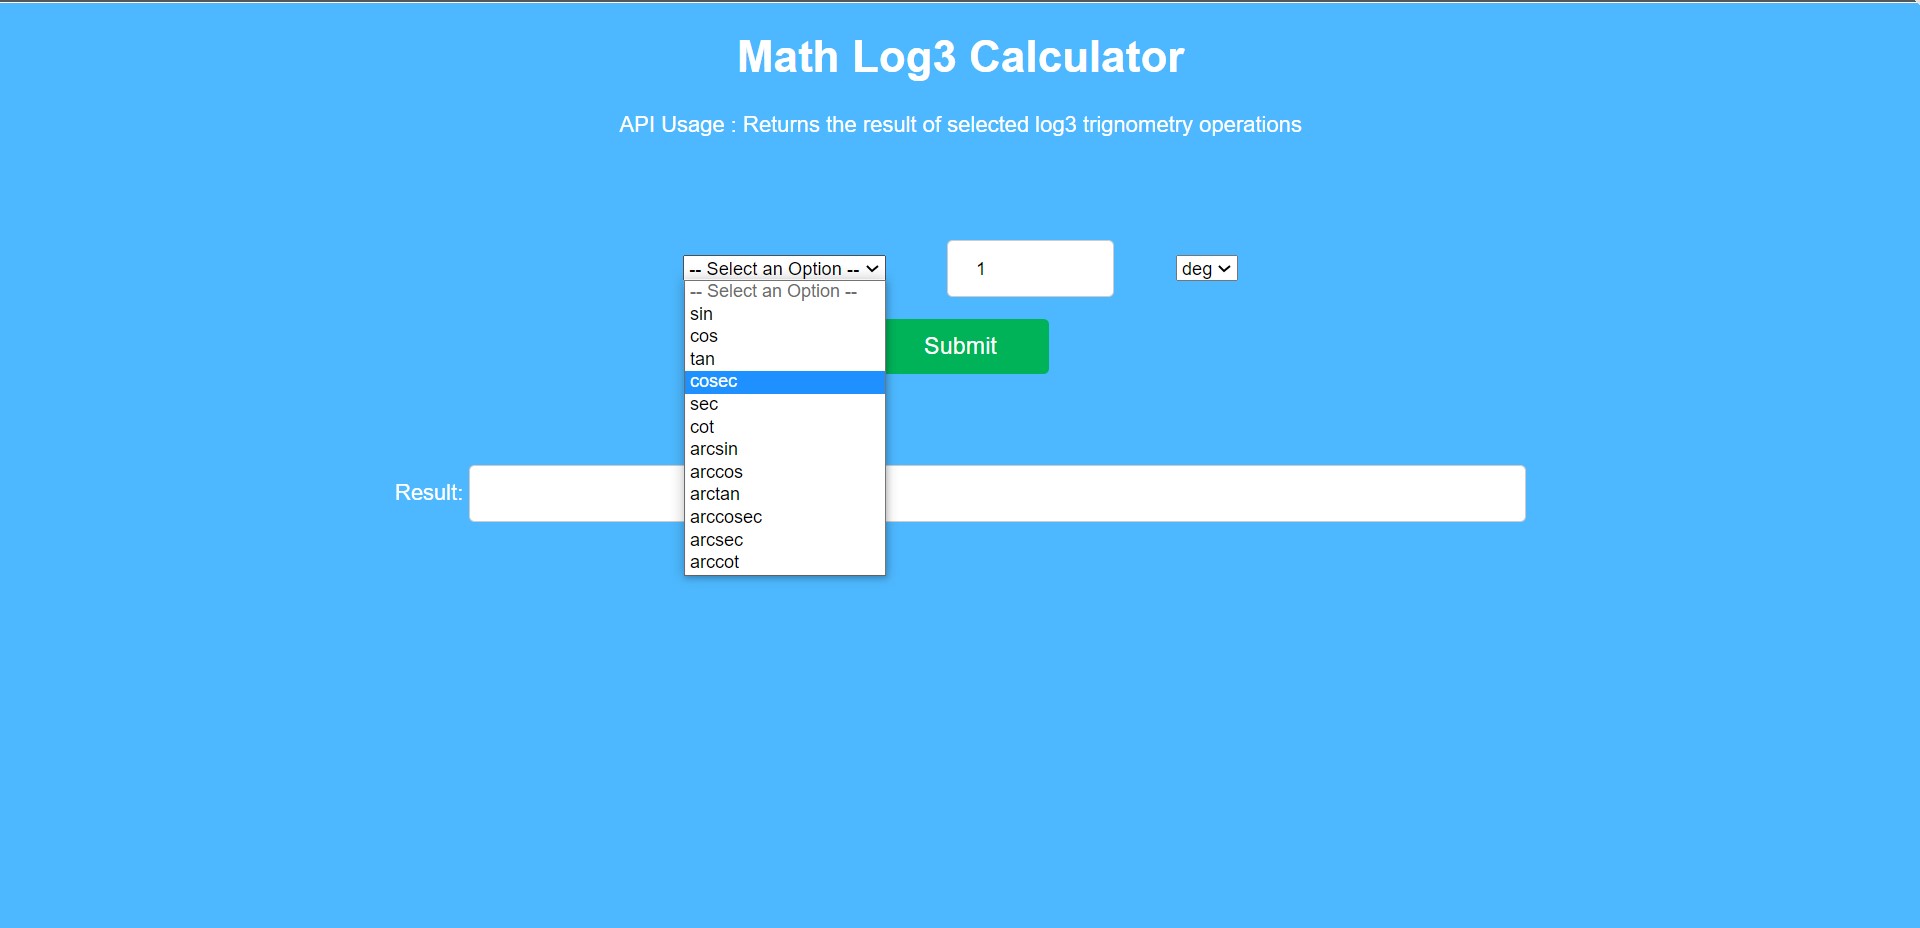 Math Log3 Calculator
API Usage : Returns the result of selected log3 trignometry operations
-- Select an Option -- 1 deg
-- Select an Option --
sin
cos
Submit
tan
cosec
sec
cot
arcsin
arccos
Result:
arctan
arccosec
arcsec
arccot